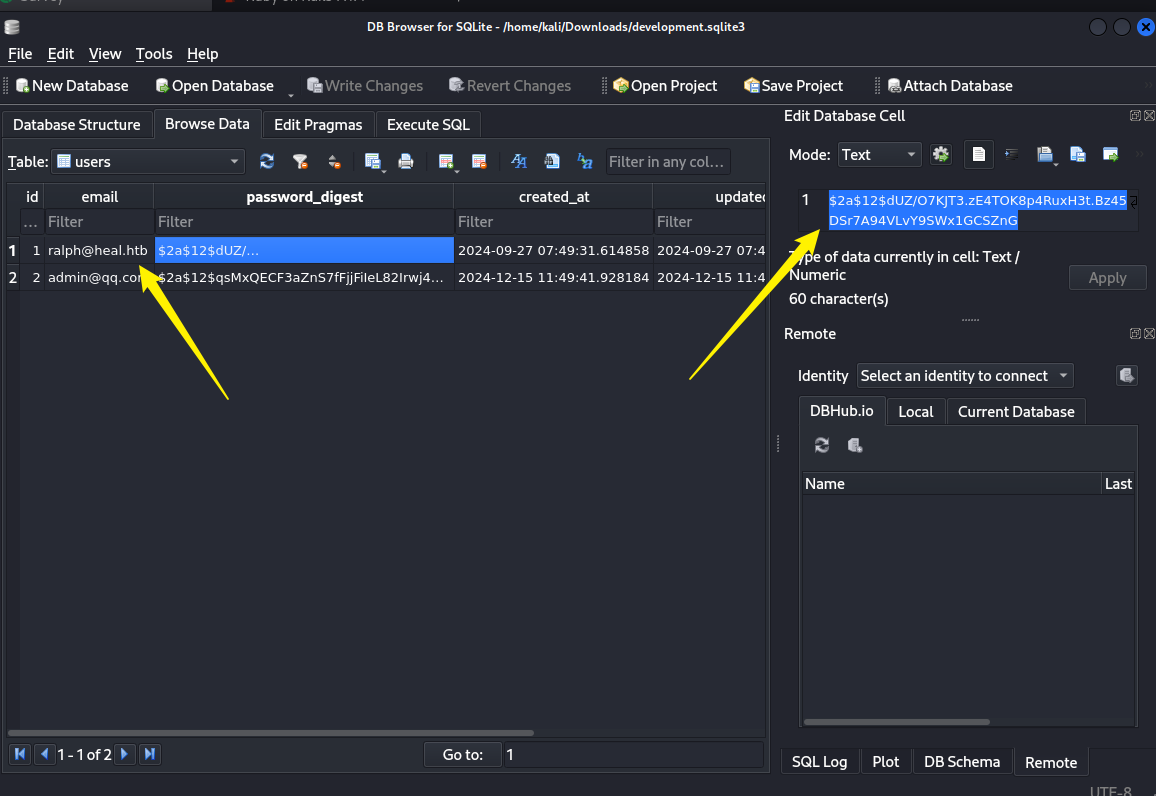 DB Browser for SQLite - /home/kali/Downloads/development.sqlite3
File Edit View Tools Help
New Database Open Database Write Changes Revert Changes Open Project Save Project Attach Database
Database Structure Browse Data Edit Pragmas Execute SQL
Table: users Filter in any col...
id email password_digest created_at updated
... Filter Filter Filter Filter
1 1 ralph@heal.htb $2a$12$dUZ/... 2024-09-27 07:49:31.614858 2024-09-27 07:4
2 2 admin@qq.com $2a$12$qsMxQECF3aZnS7fFjjFiIeL82Irwj4... 2024-12-15 11:49:41.928184 2024-12-15 11:4
1 - 1 of 2 Go to: 1
Edit Database Cell
Mode: Text
1 $2a$12$dUZ/O7KJT3.zE4TOK8p4RuxH3t.Bz45
DSr7A94VLvY9SWx1GCSZnG
Type of data currently in cell: Text /
Numeric
60 character(s)
Apply
Remote
Identity Select an identity to connect
DBHub.io Local Current Database
Name Last
SQL Log Plot DB Schema Remote
UTF-8